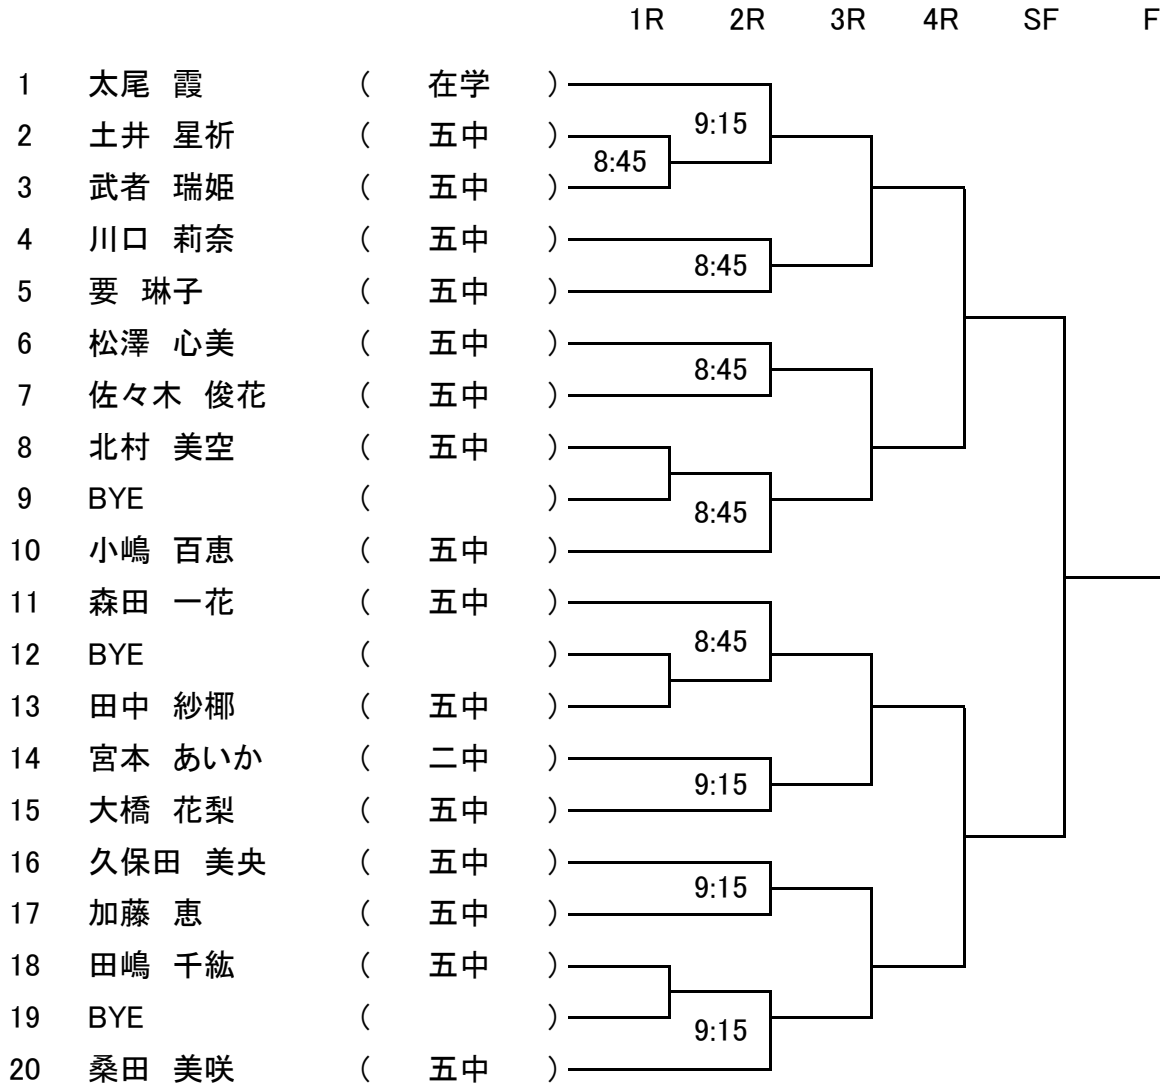 1R 2R 3R 4R SF F
1 太尾 霞 ( 在学 )
9:15
2 土井 星祈 ( 五中 )
8:45
3 武者 瑞姫 ( 五中 )
4 川口 莉奈 ( 五中 )
8:45
5 要 琳子 ( 五中 )
6 松澤 心美 ( 五中 )
8:45
7 佐々木 俊花 ( 五中 )
8 北村 美空 ( 五中 )
9 BYE ( )
8:45
10 小嶋 百恵 ( 五中 )
11 森田 一花 ( 五中 )
8:45
12 BYE ( )
13 田中 紗椰 ( 五中 )
14 宮本 あいか ( 二中 )
9:15
15 大橋 花梨 ( 五中 )
16 久保田 美央 ( 五中 )
9:15
17 加藤 恵 ( 五中 )
18 田嶋 千紘 ( 五中 )
19 BYE ( )
9:15
20 桑田 美咲 ( 五中 )